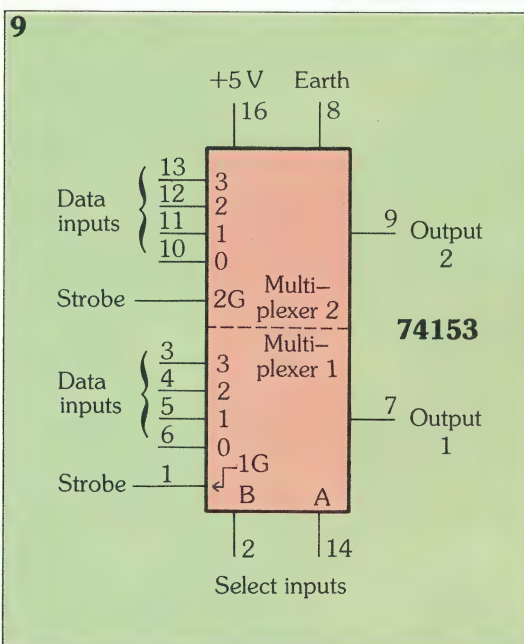 9
+5 V Earth
16 8
13 3
Data 12 2
inputs 11 1
10 0
9 Output
2
Strobe 2G Multi–
plexer 2
74153
Multi–
plexer 1
3 3
Data 4 2
inputs 5 1
6 0
7 Output
1
1G
Strobe 1
B A
2 14
Select inputs